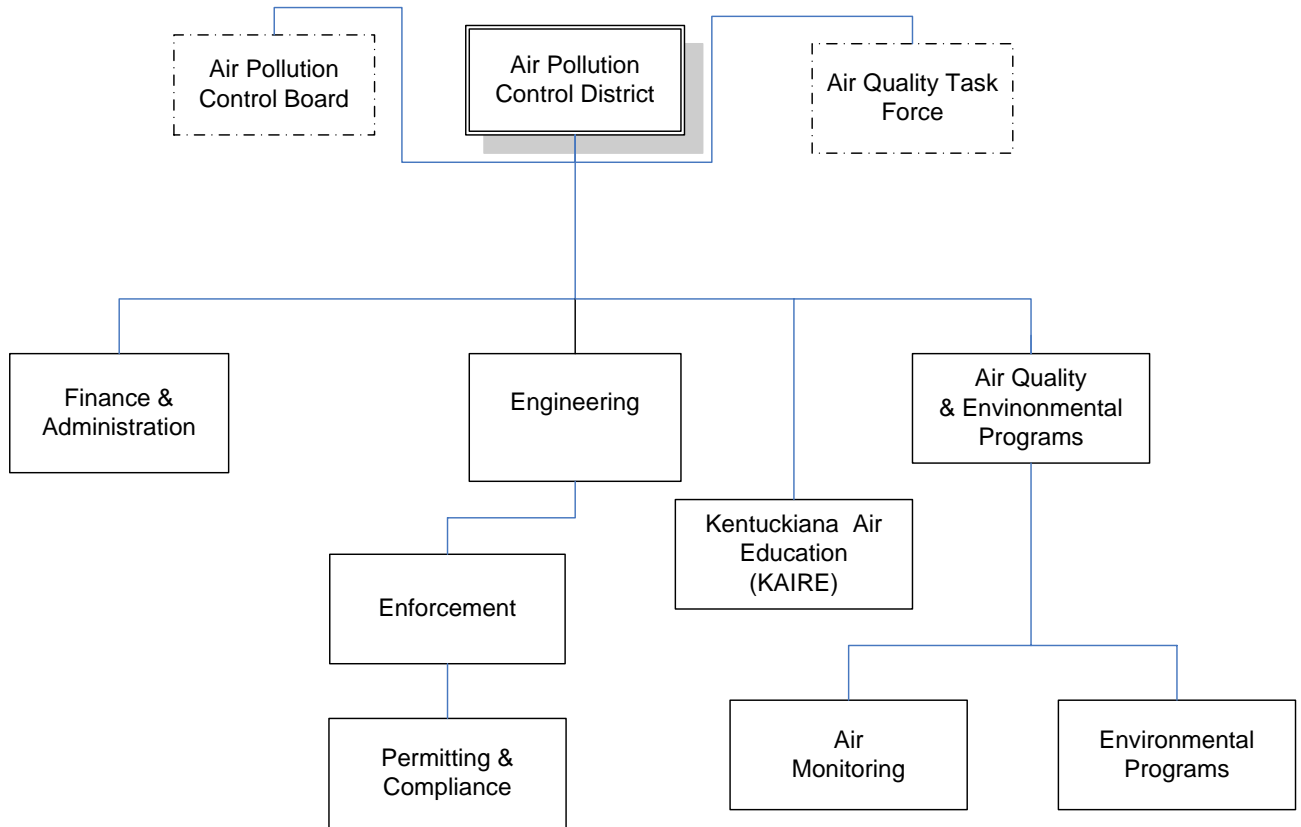 Air Pollution
Control Board
Air Pollution
Control District
Air Quality Task
Force
Finance &
Administration
Engineering
Air Quality
& Envinonmental
Programs
Kentuckiana Air
Education
(KAIRE)
Enforcement
Permitting &
Compliance
Air
Monitoring
Environmental
Programs